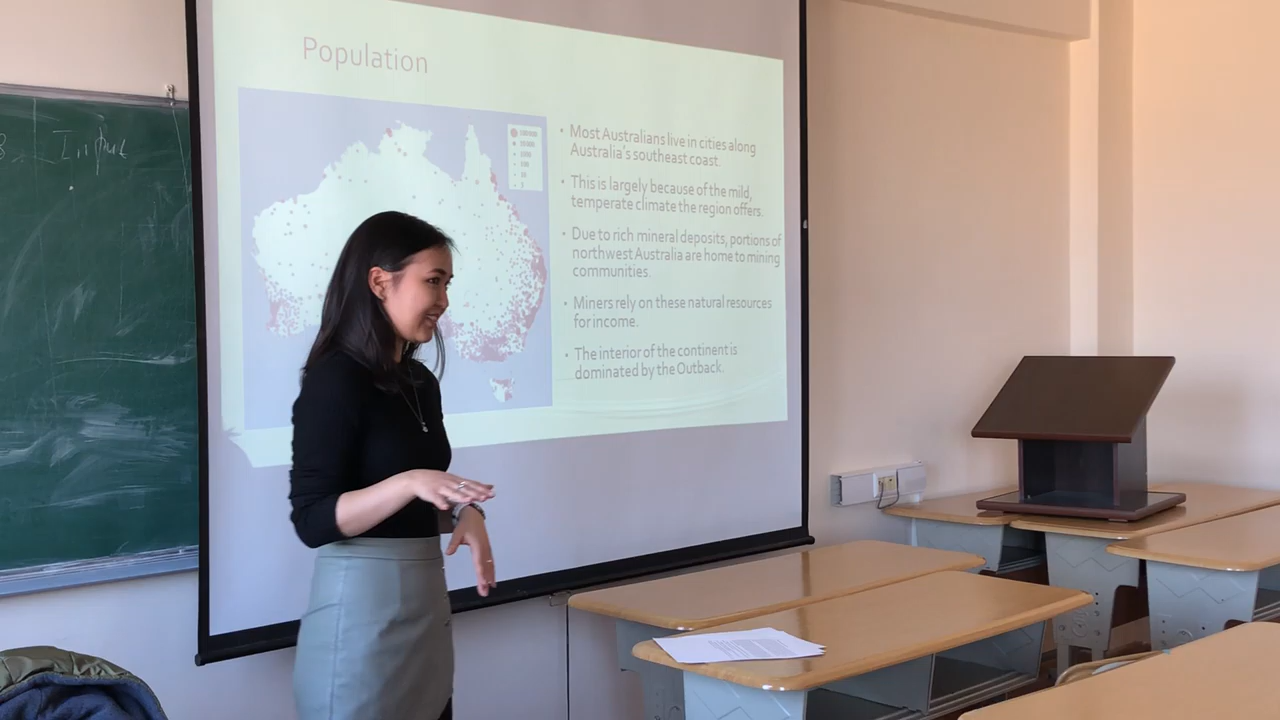 Input
Population
• Most Australians live in cities along
Australia's southeast coast.
• This is largely because of the mild,
temperate climate the region offers.
• Due to rich mineral deposits, portions of
northwest Australia are home to mining
communities.
• Miners rely on these natural resources
for income.
• The interior of the continent is
dominated by the Outback.